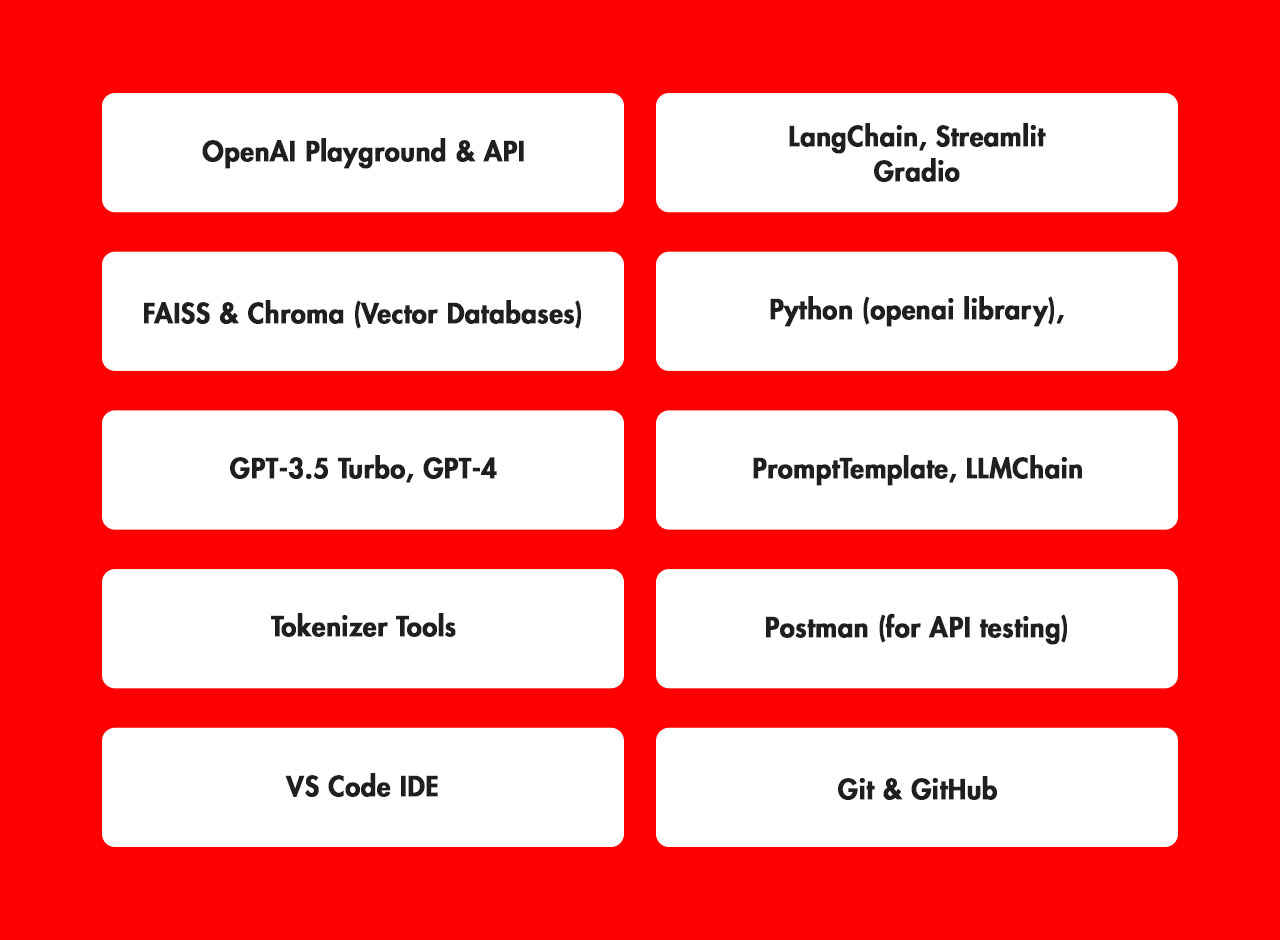 OpenAI Playground & API
LangChain, Streamlit
Gradio
FAISS & Chroma (Vector Databases)
Python (openai library),
GPT-3.5 Turbo, GPT-4
PromptTemplate, LLMChain
Tokenizer Tools
Postman (for API testing)
VS Code IDE
Git & GitHub